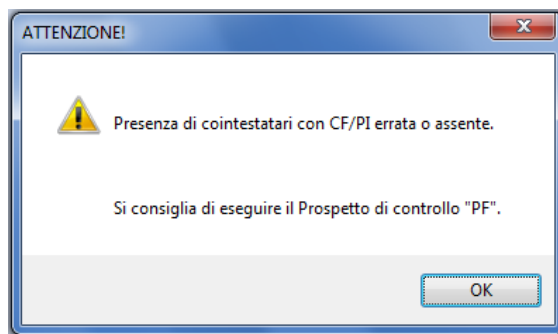 ATTENZIONE!
Presenza di cointestatari con CF/PI errata o assente.
Si consiglia di eseguire il Prospetto di controllo "PF".
OK